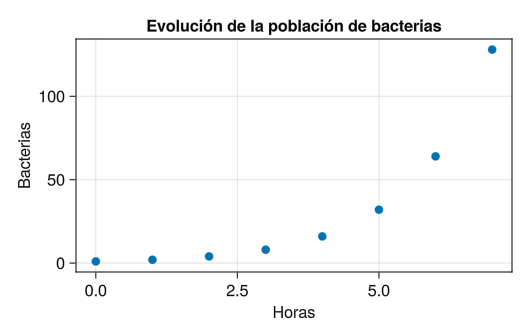 Evolución de la población de bacterias
100
50
0
Bacterias
0.0 2.5 5.0
Horas